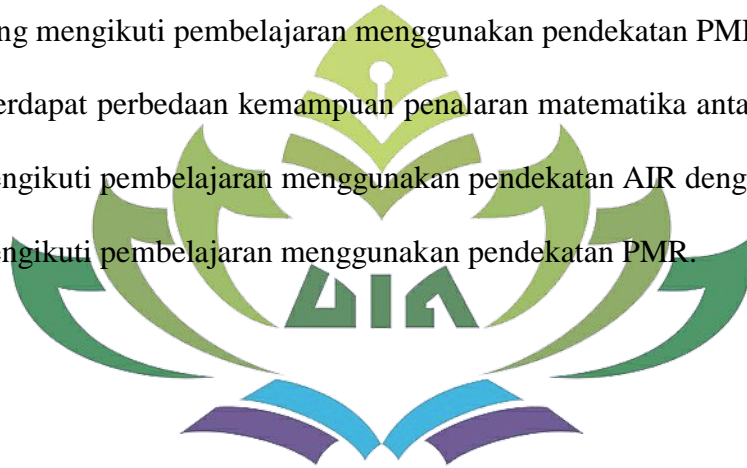 ng mengikuti pembelajaran menggunakan pendekatan PM
erdapat perbedaan kemampuan penalaran matematika anta
engikuti pembelajaran menggunakan pendekatan AIR deng
engikuti pembelajaran menggunakan pendekatan PMR.
UIN